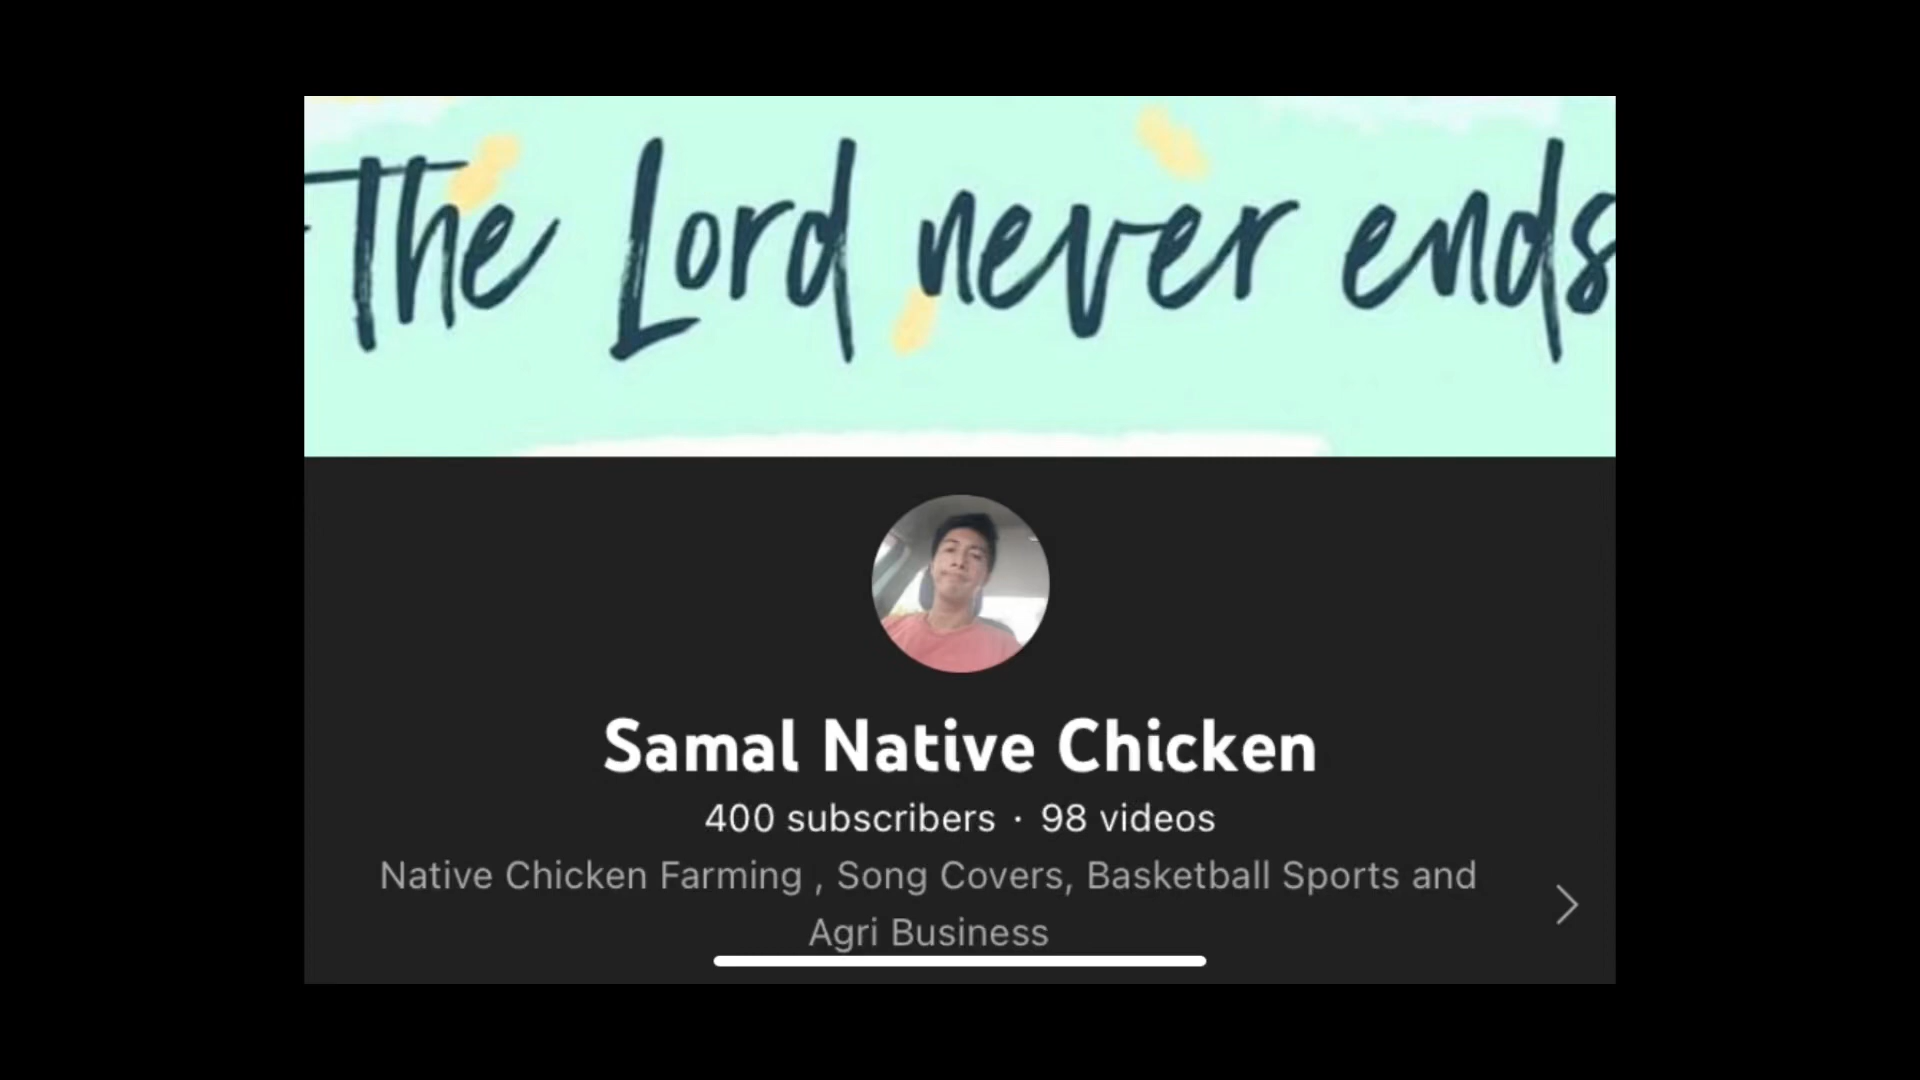 The Lord never ends
Samal Native Chicken
400 subscribers · 98 videos
Native Chicken Farming , Song Covers, Basketball Sports and
Agri Business